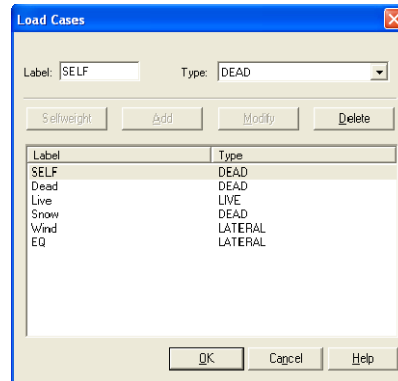 Load Cases
Label: SELF Type: DEAD
Selfweight Add Modify Delete
Label Type
SELF DEAD
Dead DEAD
Live LIVE
Snow DEAD
Wind LATERAL
EQ LATERAL
OK Cancel Help